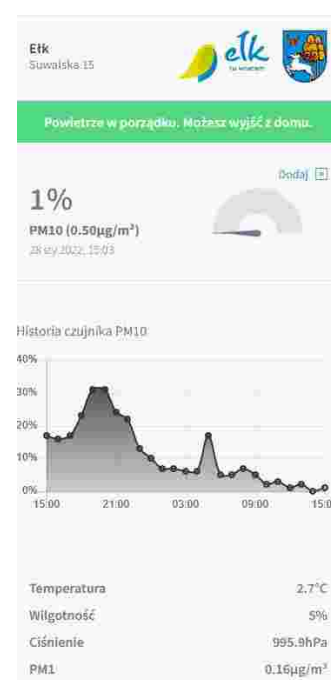 Ełk
Suwalska 15
ełk
Powietrze w porządku. Możesz wyjść z domu.
Dodaj
1%
PM10 (0.50µg/m³)
28 sty 2022, 15:03
Historia czujnika PM10
40%
30%
20%
10%
0%
15:00 21:00 03:00 09:00 15:0
Temperatura 2.7°C
Wilgotność 5%
Ciśnienie 995.9hPa
PM1 0.16µg/m³